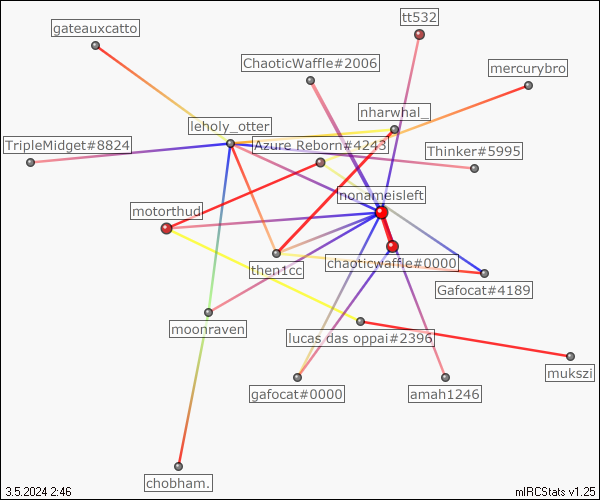 tt532
gateauxcatto
ChaoticWaffle#2006
mercurybro
nharwhal_
leholy_otter
Azure Reborn#4243
TripleMidget#8824
Thinker#5995
nonameisleft
motorthud
chaoticwaffle#0000
then1cc
Gafocat#4189
moonraven
lucas das oppai#2396
mukszi
gafocat#0000
amah1246
chobham.
3.5.2024 2:46
mIRCStats v1.25